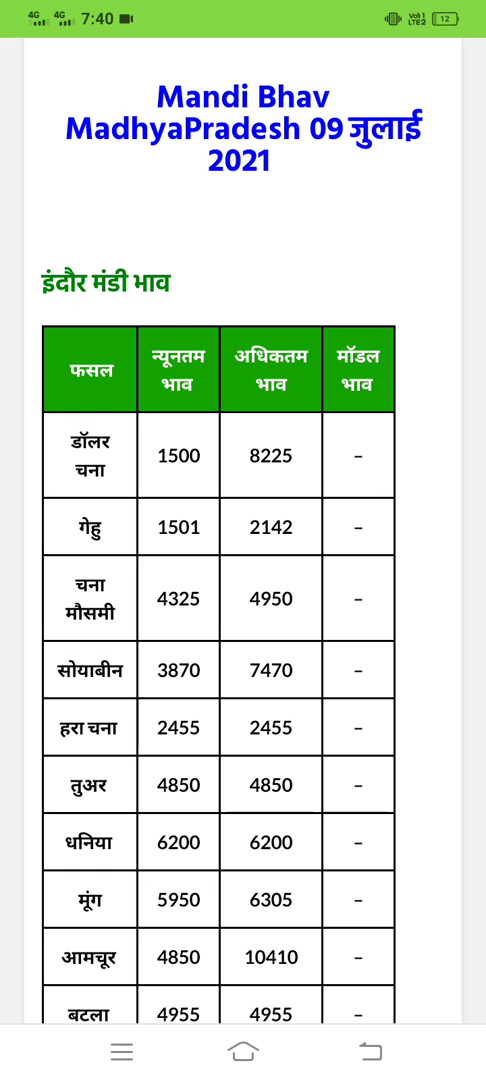 4G 4G 7:40 Vo)) 1 LTE2 12
Mandi Bhav
MadhyaPradesh 09 जुलाई
2021
इंदौर मंडी भाव
फसल न्यूनतम भाव अधिकतम भाव मॉडल भाव
डॉलर चना 1500 8225 –
गेहु 1501 2142 –
चना मौसमी 4325 4950 –
सोयाबीन 3870 7470 –
हरा चना 2455 2455 –
तुअर 4850 4850 –
धनिया 6200 6200 –
मूंग 5950 6305 –
आमचूर 4850 10410 –
बटला 4955 4955 –